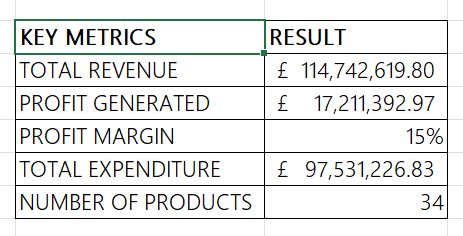 KEY METRICS RESULT
TOTAL REVENUE £ 114,742,619.80
PROFIT GENERATED £ 17,211,392.97
PROFIT MARGIN 15%
TOTAL EXPENDITURE £ 97,531,226.83
NUMBER OF PRODUCTS 34